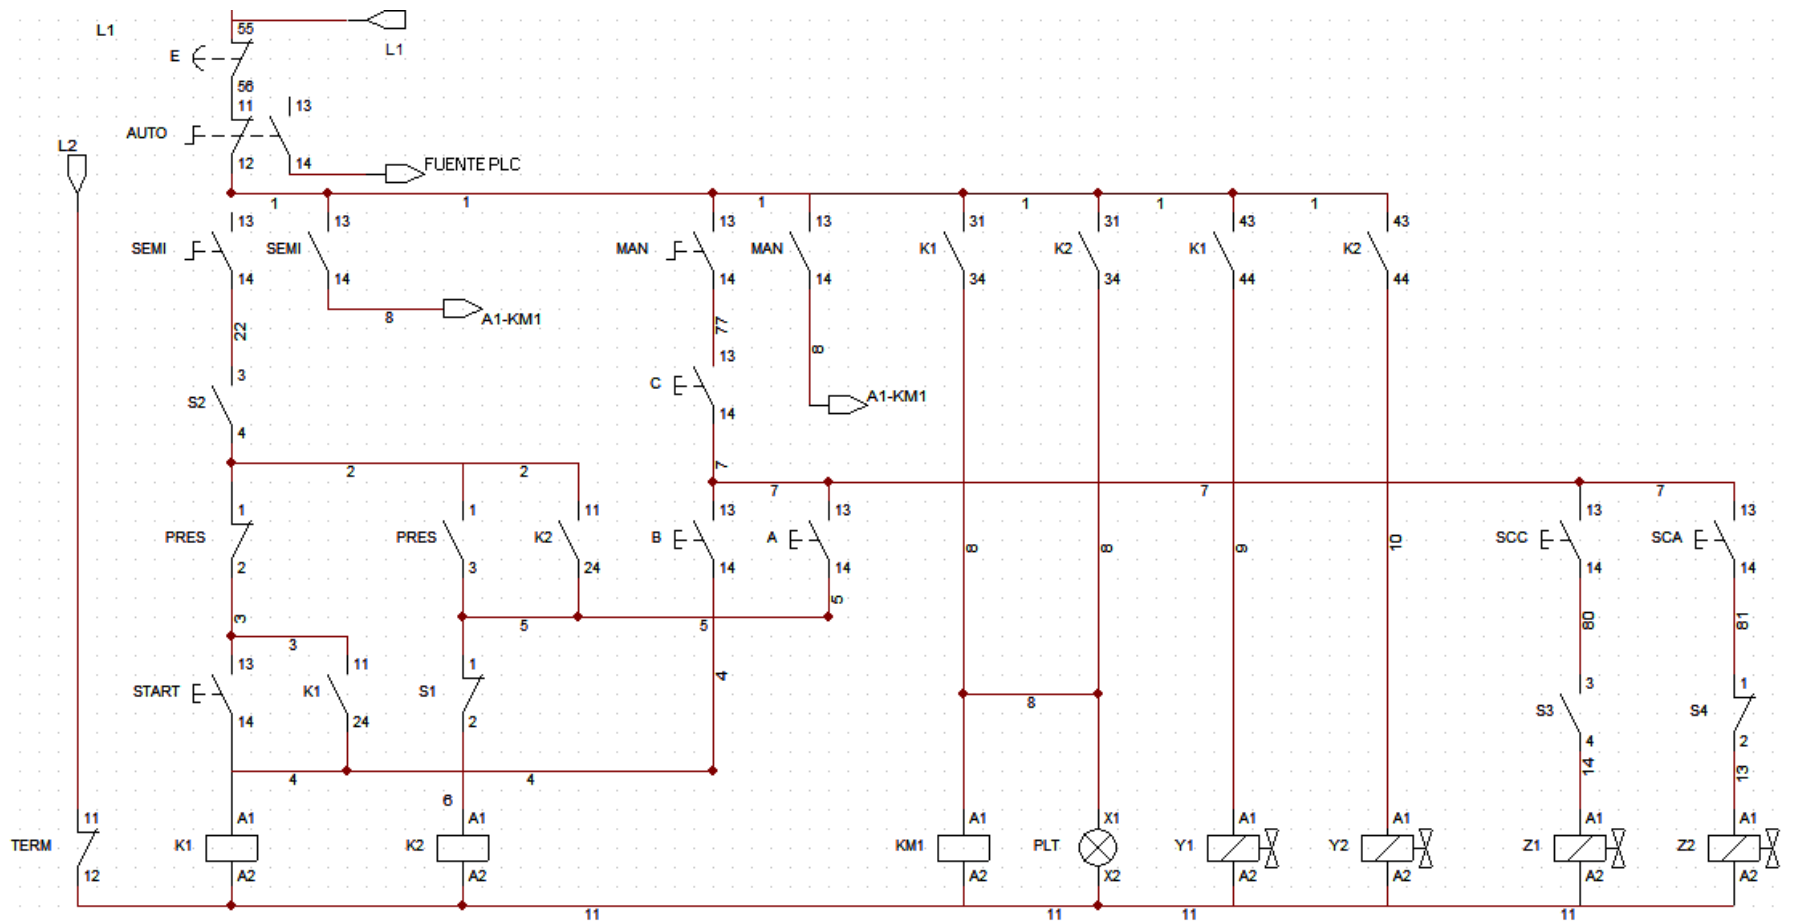 L1
55
L1
E
56
11
13
AUTO
L2
12
14
FUENTE PLC
1
1
1
1
1
1
13
13
13
13
31
31
43
43
SEMI
SEMI
MAN
MAN
K1
K2
K1
K2
14
14
14
14
34
34
44
44
8
A1-KM1
22
77
8
13
3
C
S2
A1-KM1
14
4
2
2
7
7
7
7
1
1
11
13
13
13
13
PRES
PRES
K2
B
A
8
8
9
10
SCC
SCA
2
3
24
14
14
14
14
3
5
5
5
80
81
3
13
11
1
4
3
1
START
K1
S1
8
S3
S4
14
24
2
4
2
4
4
14
13
6
11
A1
A1
A1
X1
A1
A1
A1
A1
TERM
K1
K2
KM1
PLT
Y1
Y2
Z1
Z2
12
A2
A2
A2
X2
A2
A2
A2
A2
11
11
11
11